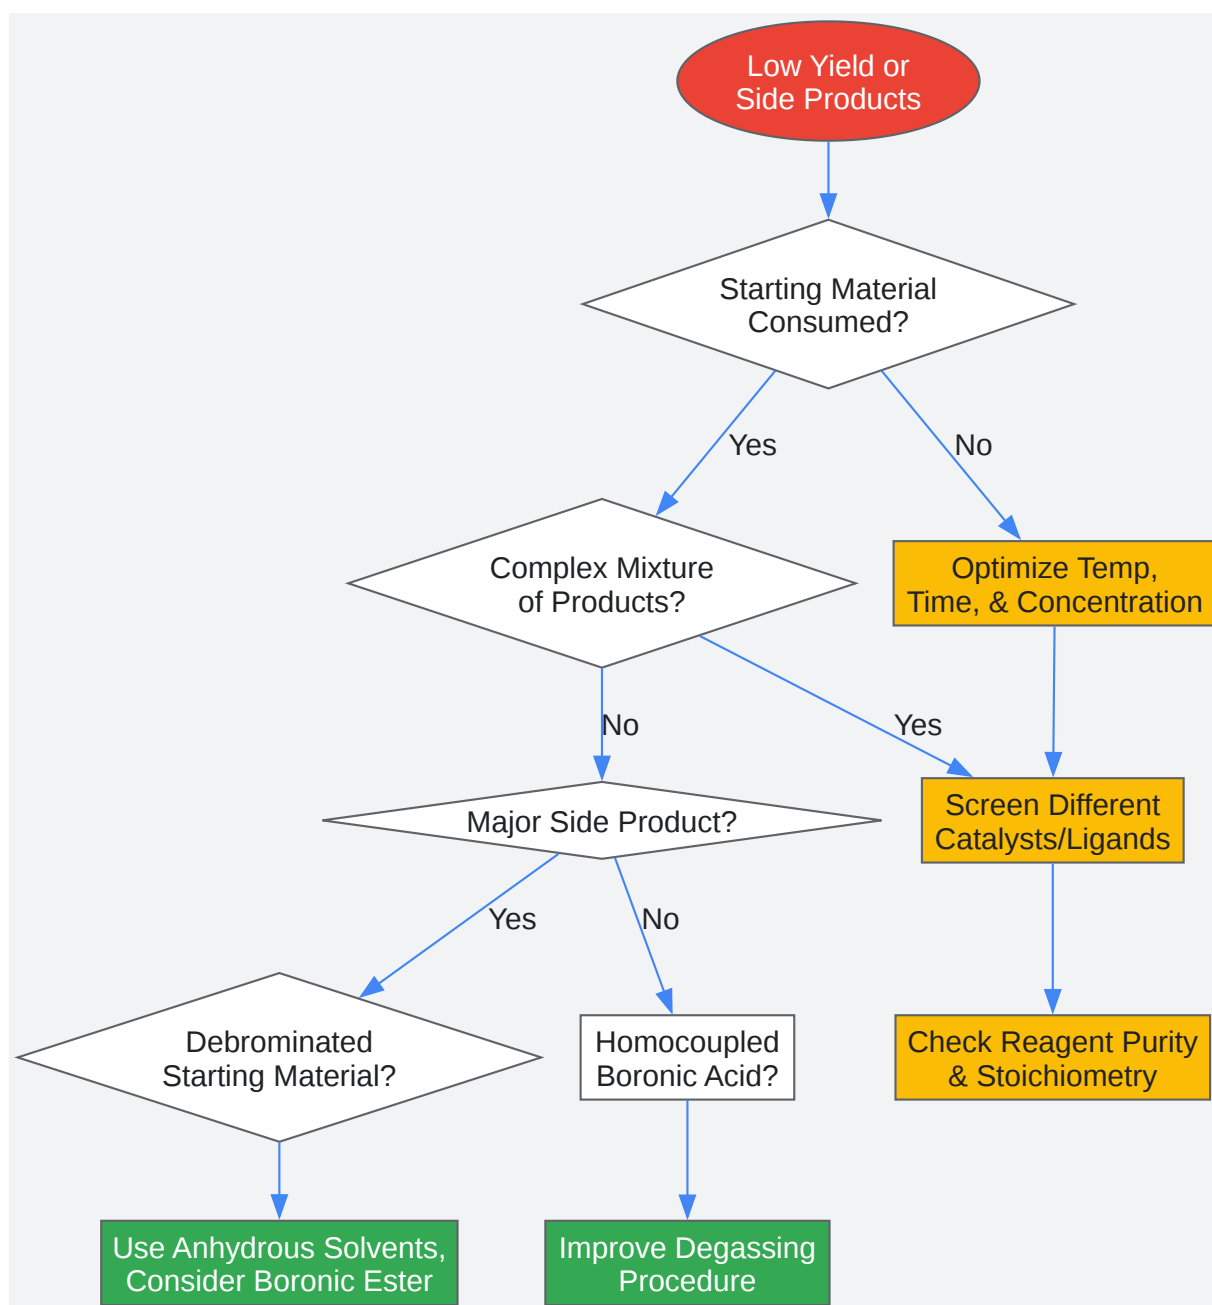 Low Yield or
Side Products
Starting Material
Consumed?
Yes
No
Complex Mixture
of Products?
Optimize Temp,
Time, & Concentration
No
Yes
Major Side Product?
Screen Different
Catalysts/Ligands
Yes
No
Debrominated
Starting Material?
Homocoupled
Boronic Acid?
Check Reagent Purity
& Stoichiometry
Use Anhydrous Solvents,
Consider Boronic Ester
Improve Degassing
Procedure